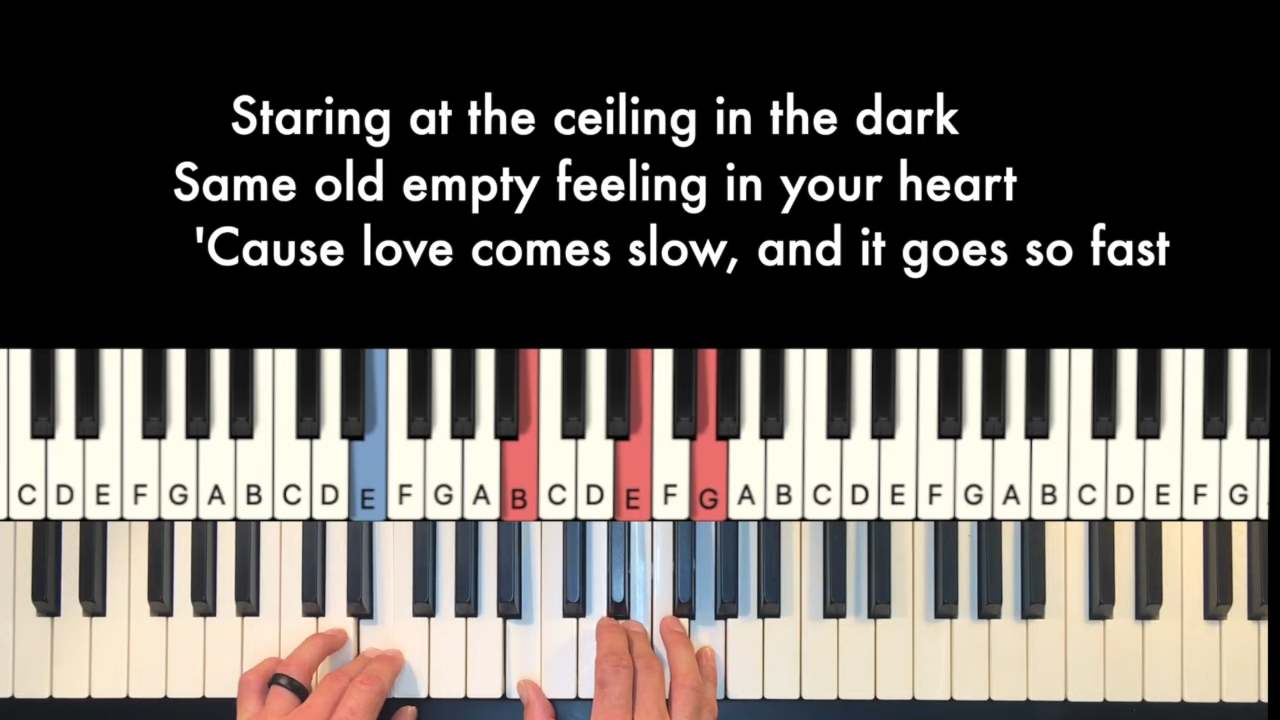 Staring at the ceiling in the dark
Same old empty feeling in your heart
'Cause love comes slow, and it goes so fast
C D E F G A B C D E F G A B C D E F G A B C D E F G A B C D E F G